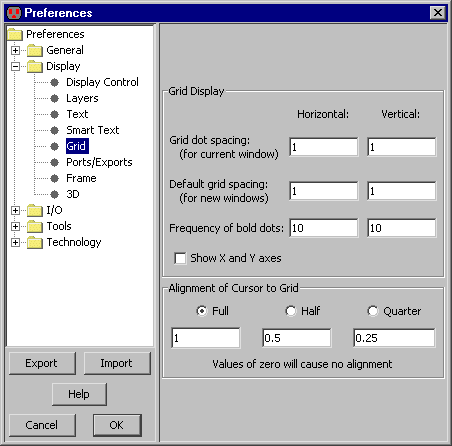 Preferences
Preferences
General
Display
Display Control
Layers
Text
Smart Text
Grid
Ports/Exports
Frame
3D
I/O
Tools
Technology
Export Import
Help
Cancel OK
Grid Display
Horizontal: Vertical:
Grid dot spacing:
(for current window)
1 1
Default grid spacing:
(for new windows)
1 1
Frequency of bold dots: 10 10
Show X and Y axes
Alignment of Cursor to Grid
Full Half Quarter
1 0.5 0.25
Values of zero will cause no alignment